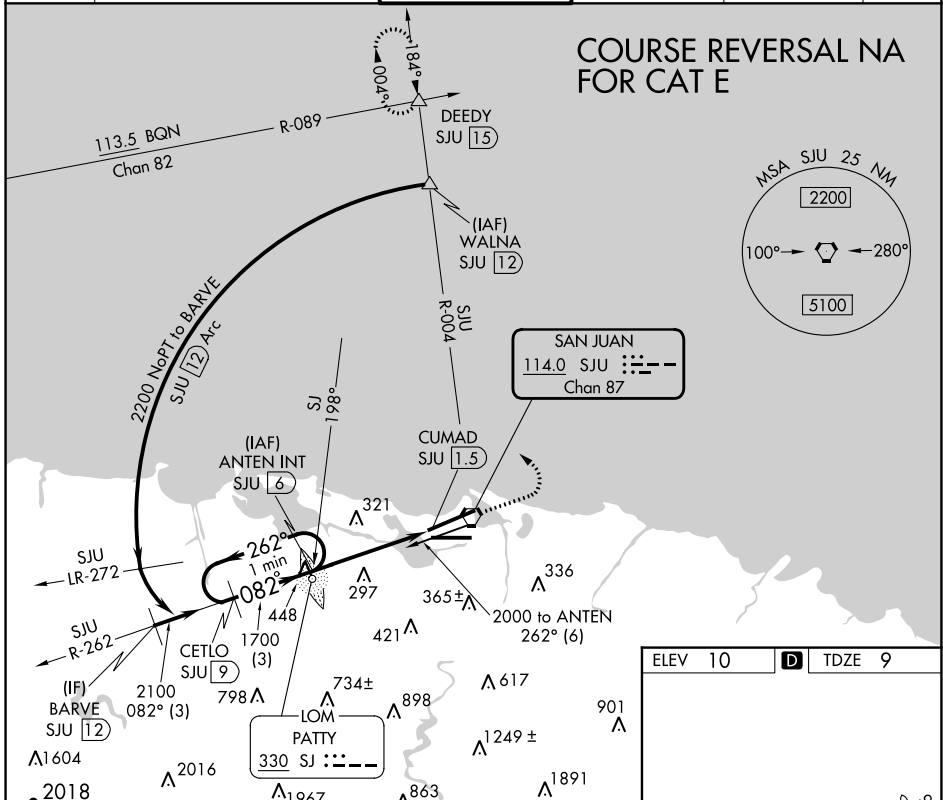 COURSE REVERSAL NA
FOR CAT E
184°
004°
DEEDY
SJU 15
113.5 BQN
Chan 82
R-089
MSA SJU 25 NM
2200
100°
280°
5100
(IAF)
WALNA
SJU 12
2200 NoPT to BARVE
SJU 12 Arc
SJU
R-004
SAN JUAN
114.0 SJU
Chan 87
SJ
198°
(IAF)
ANTEN INT
SJU 6
CUMAD
SJU 1.5
321
SJU
LR-272
262°
1 min
082°
297
336
365±
448
2000 to ANTEN
262° (6)
421
SJU
R-262
CETLO
SJU 9
1700
(3)
(IF)
BARVE
SJU 12
2100
082° (3)
798
734±
898
617
901
ELEV 10
D
TDZE 9
LOM
PATTY
330 SJ
1249 ±
1604
2016
2018
1967
863
1891